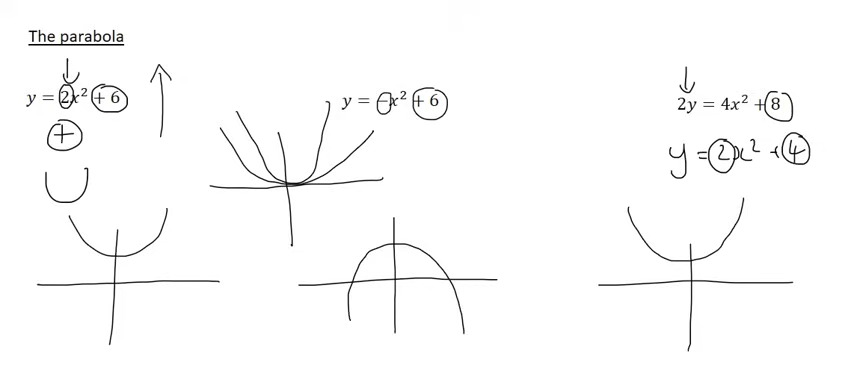 The parabola
y = 2x² + 6
+
y = −x² + 6
2y = 4x² + 8
y = 2x² + 4